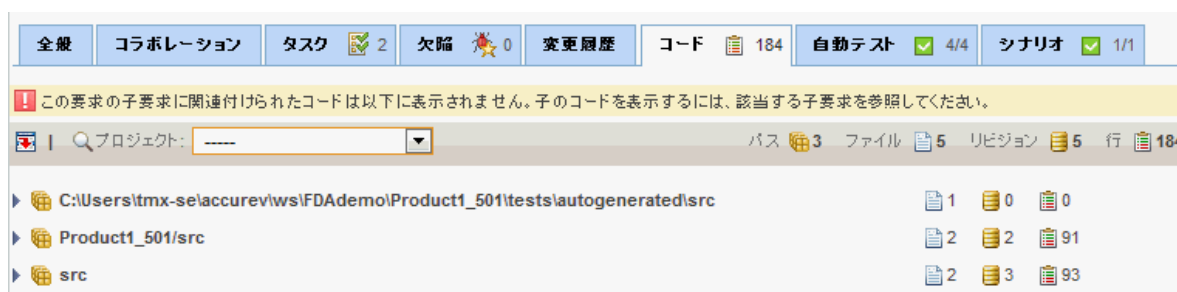 全般 コラボレーション タスク 2 欠陥 0 変更履歴 コード 184 自動テスト 4/4 シナリオ 1/1
この要求の子要求に関連付けられたコードは以下に表示されません。子のコードを表示するには、該当する子要求を参照してください。
| プロジェクト: ----- パス 3 ファイル 5 リビジョン 5 行 184
C:\Users\tmx-se\accurev\ws\FDAdemo\Product1_501\tests\autogenerated\src 1 0 0
Product1_501/src 2 2 91
src 2 3 93